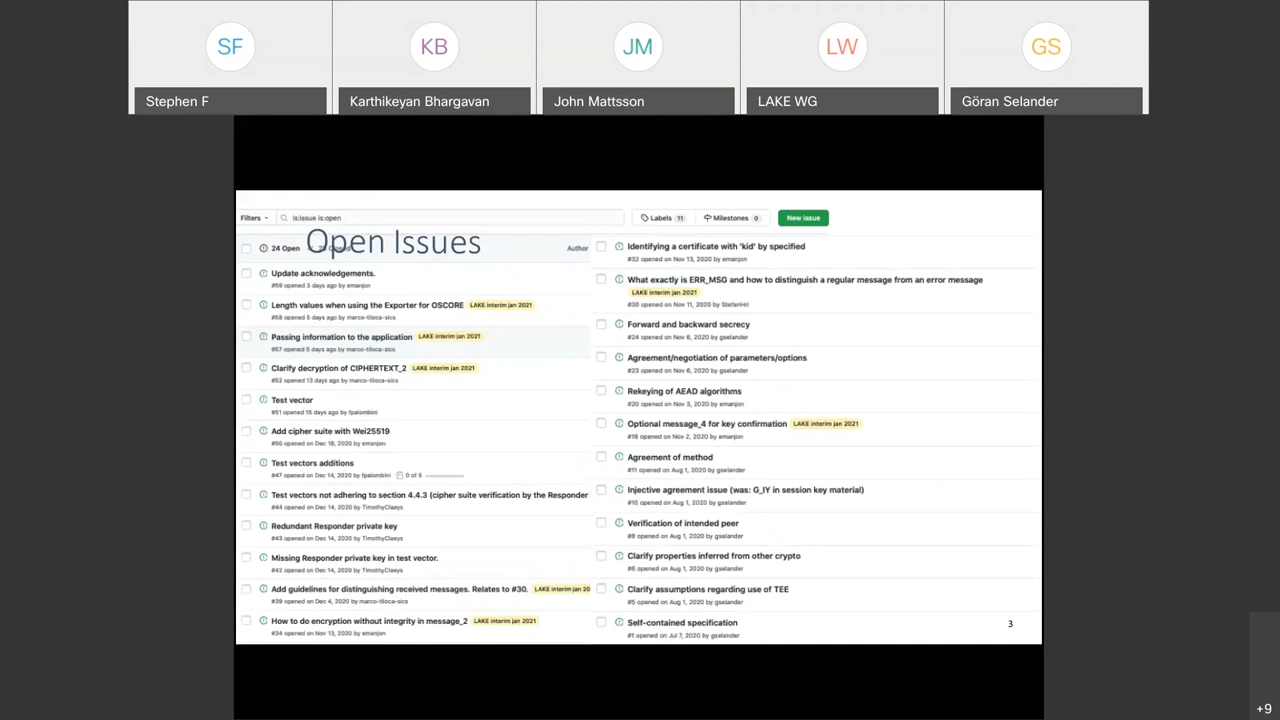 SF
KB
JM
LW
GS
Stephen F
Karthikeyan Bhargavan
John Mattsson
LAKE WG
Göran Selander
Filters
is:issue is:open
Labels 11
Milestones 0
New issue
Open Issues
24 Open
Author
Update acknowledgements.
#59 opened 3 days ago by emanjon
Length values when using the Exporter for OSCORE LAKE interim jan 2021
#58 opened 5 days ago by marco-tiloca-sics
Passing information to the application LAKE interim jan 2021
#57 opened 5 days ago by marco-tiloca-sics
Clarify decryption of CIPHERTEXT_2 LAKE interim jan 2021
#52 opened 13 days ago by marco-tiloca-sics
Test vector
#51 opened 15 days ago by fpalombini
Add cipher suite with Wei25519
#50 opened on Dec 18, 2020 by emanjon
Test vectors additions
#47 opened on Dec 14, 2020 by fpalombini 0 of 5
Test vectors not adhering to section 4.4.3 (cipher suite verification by the Responder
#44 opened on Dec 14, 2020 by TimothyClaeys
Redundant Responder private key
#43 opened on Dec 14, 2020 by TimothyClaeys
Missing Responder private key in test vector.
#42 opened on Dec 14, 2020 by TimothyClaeys
Add guidelines for distinguishing received messages. Relates to #30. LAKE interim jan 20
#39 opened on Dec 4, 2020 by marco-tiloca-sics
How to do encryption without integrity in message_2 LAKE interim jan 2021
#34 opened on Nov 13, 2020 by emanjon
Identifying a certificate with 'kid' by specified
#32 opened on Nov 13, 2020 by emanjon
What exactly is ERR_MSG and how to distinguish a regular message from an error message
LAKE interim jan 2021
#30 opened on Nov 11, 2020 by StefanHri
Forward and backward secrecy
#24 opened on Nov 6, 2020 by gselander
Agreement/negotiation of parameters/options
#23 opened on Nov 6, 2020 by gselander
Rekeying of AEAD algorithms
#20 opened on Nov 3, 2020 by emanjon
Optional message_4 for key confirmation LAKE interim jan 2021
#18 opened on Nov 2, 2020 by emanjon
Agreement of method
#11 opened on Aug 1, 2020 by gselander
Injective agreement issue (was: G_IY in session key material)
#10 opened on Aug 1, 2020 by gselander
Verification of intended peer
#8 opened on Aug 1, 2020 by gselander
Clarify properties inferred from other crypto
#6 opened on Aug 1, 2020 by gselander
Clarify assumptions regarding use of TEE
#5 opened on Aug 1, 2020 by gselander
Self-contained specification
#1 opened on Jul 7, 2020 by gselander
3
+9